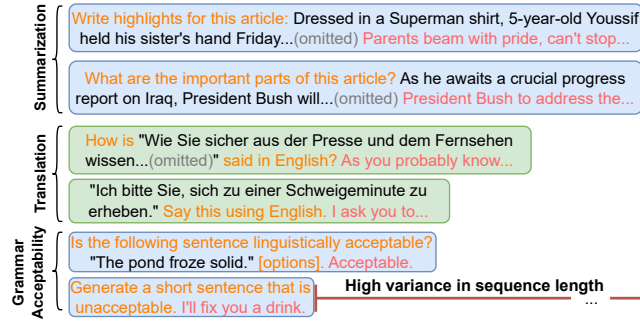 Summarization
Write highlights for this article: Dressed in a Superman shirt, 5-year-old Youssif
held his sister's hand Friday...(omitted) Parents beam with pride, can't stop...
What are the important parts of this article? As he awaits a crucial progress
report on Iraq, President Bush will...(omitted) President Bush to address the...
Translation
How is "Wie Sie sicher aus der Presse und dem Fernsehen
wissen...(omitted)" said in English? As you probably know...
"Ich bitte Sie, sich zu einer Schweigeminute zu
erheben." Say this using English. I ask you to...
Grammar
Acceptability
Is the following sentence linguistically acceptable?
"The pond froze solid." [options]. Acceptable.
Generate a short sentence that is
unacceptable. I'll fix you a drink.
High variance in sequence length
...